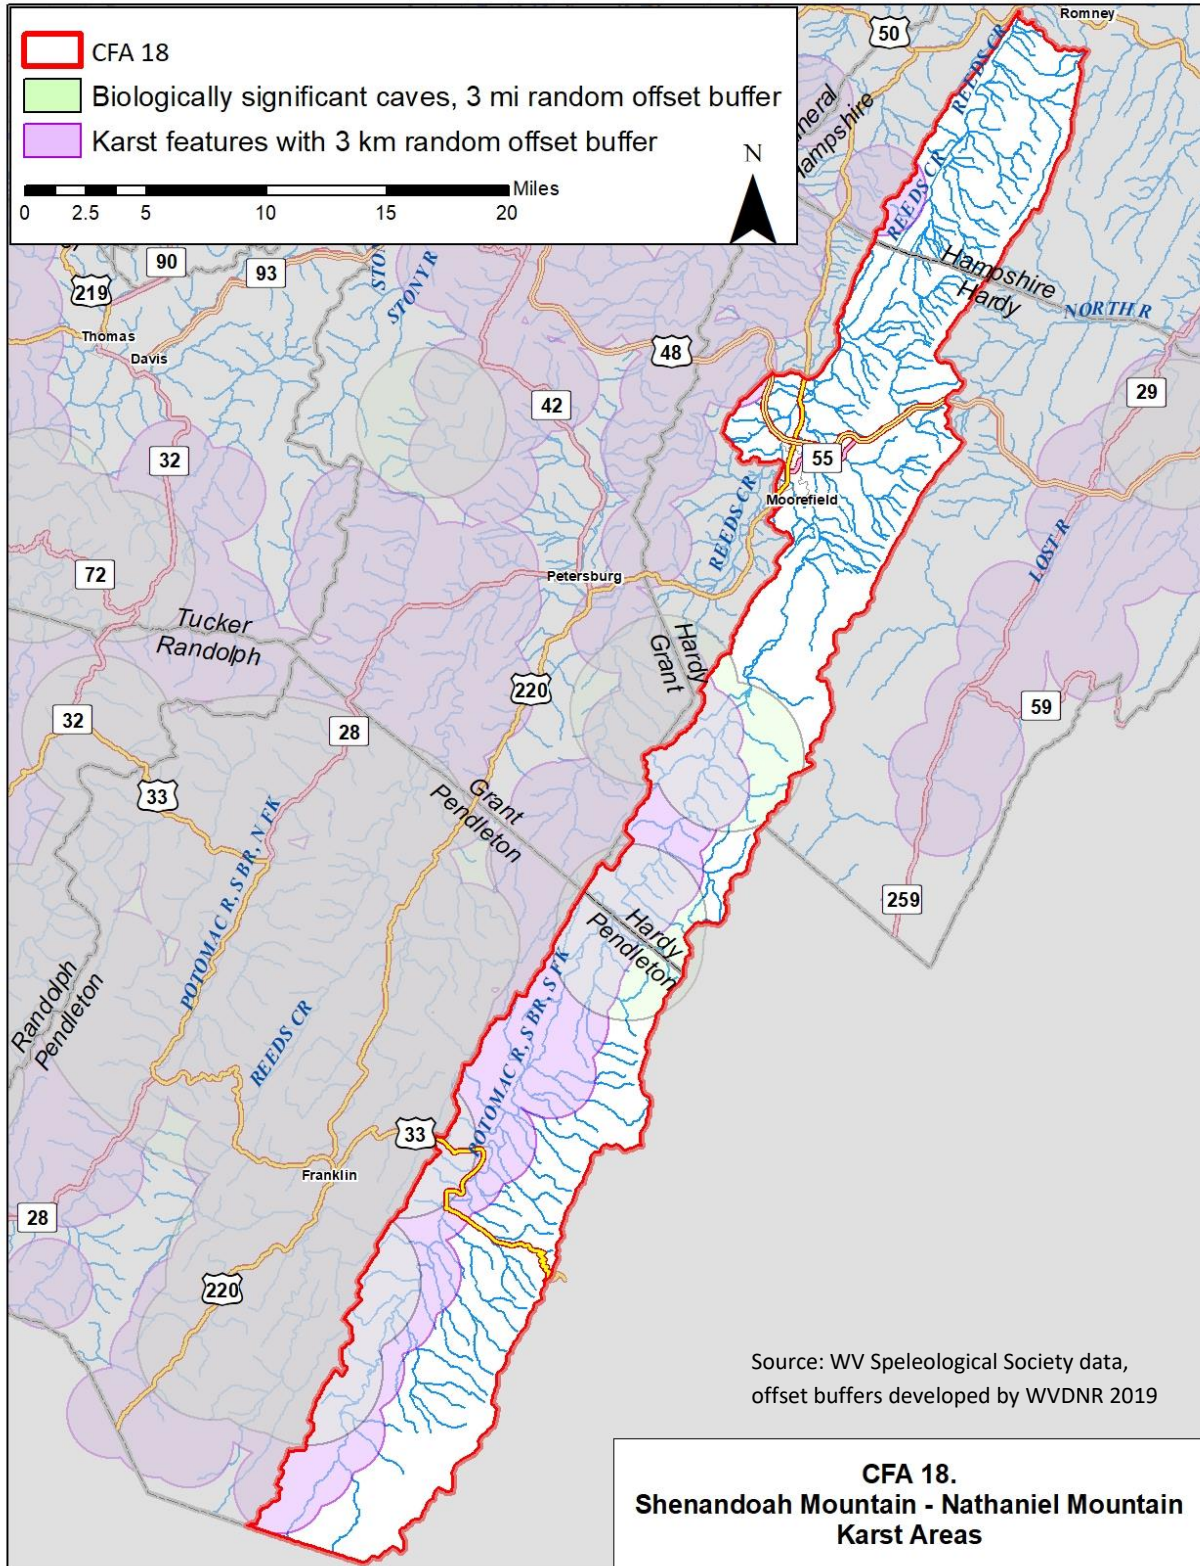 CFA 18
Biologically significant caves, 3 mi random offset buffer
Karst features with 3 km random offset buffer
N
Miles
0 2.5 5 10 15 20
Romney
50
REEDS CR
Hampshire
REEDS CR
Hampshire
Hardy
NORTH R
90
93
219
STONY R
Thomas
Davis
48
42
29
32
55
Moorefield
REEDS CR
LOST R
72
Petersburg
Tucker
Randolph
Hardy
Grant
220
59
32
28
33
Grant
Pendleton
POTOMAC R, S BR, N FK
259
Hardy
Pendleton
Randolph
Pendleton
REEDS CR
POTOMAC R, S BR, S FK
33
Franklin
28
220
Source: WV Speleological Society data,
offset buffers developed by WVDNR 2019
CFA 18.
Shenandoah Mountain - Nathaniel Mountain
Karst Areas